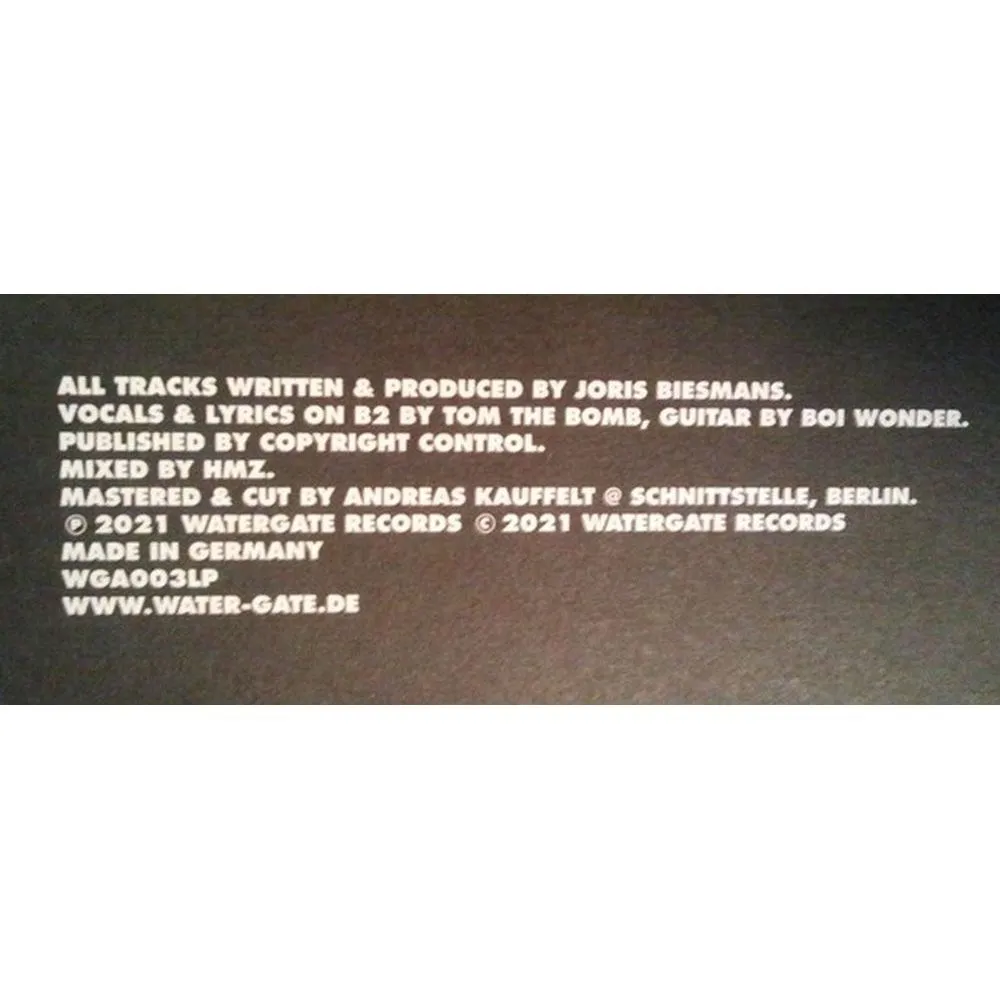 ALL TRACKS WRITTEN & PRODUCED BY JORIS BIESMANS.
VOCALS & LYRICS ON B2 BY TOM THE BOMB, GUITAR BY BOI WONDER.
PUBLISHED BY COPYRIGHT CONTROL.
MIXED BY HMZ.
MASTERED & CUT BY ANDREAS KAUFFELT @ SCHNITTSTELLE, BERLIN.
℗ 2021 WATERGATE RECORDS © 2021 WATERGATE RECORDS
MADE IN GERMANY
WGA003LP
WWW.WATER-GATE.DE